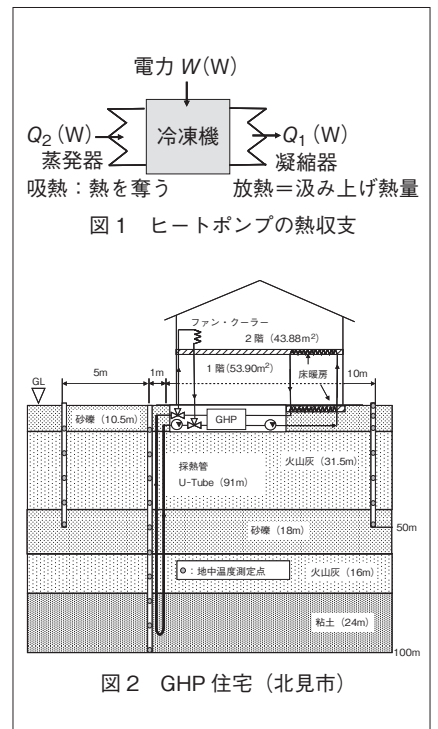 電力 W(W)
Q2(W)
冷凍機
Q1(W)
蒸発器
凝縮器
吸熱：熱を奪う
放熱＝汲み上げ熱量
図1 ヒートポンプの熱収支
ファン・クーラー
2階（43.88m²）
5m
1m
1階（53.90m²）
床暖房
10m
GL
砂礫（10.5m）
GHP
採熱管
U-Tube（91m）
火山灰（31.5m）
砂礫（18m）
50m
：地中温度測定点
火山灰（16m）
粘土（24m）
100m
図2 GHP住宅（北見市）